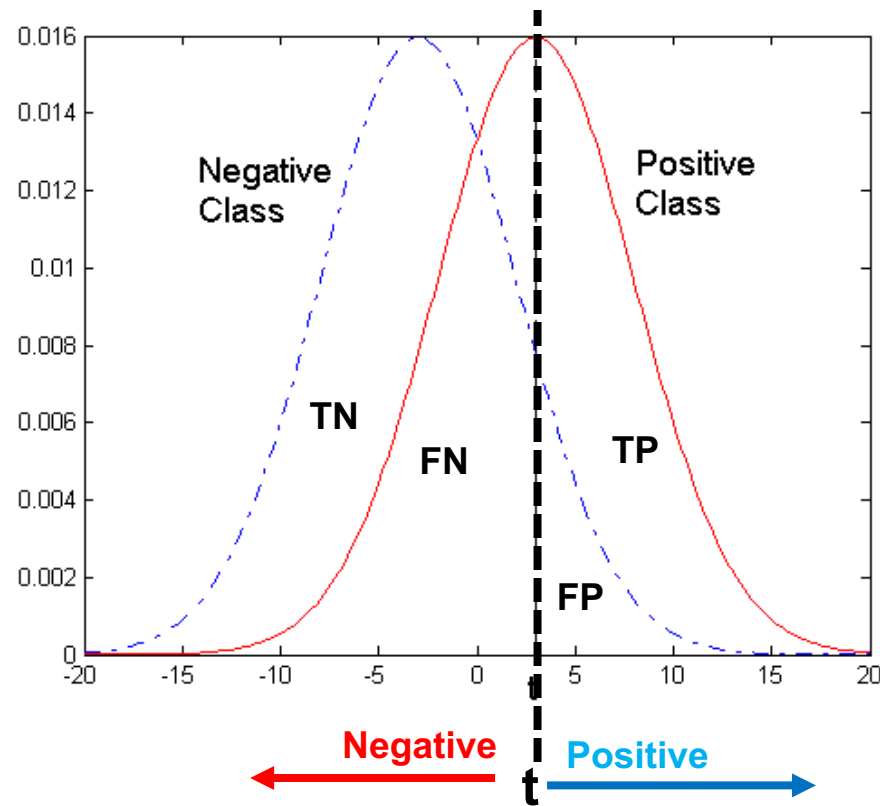 0.016
0.014
0.012
0.01
0.008
0.006
0.004
0.002
0
Negative
Class
Positive
Class
TN
FN
TP
FP
-20
-15
-10
-5
0
5
10
15
20
t
Negative
t
Positive